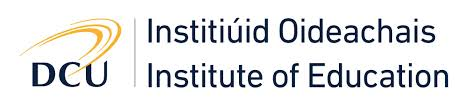 DCU
Institiúid Oideachais
Institute of Education